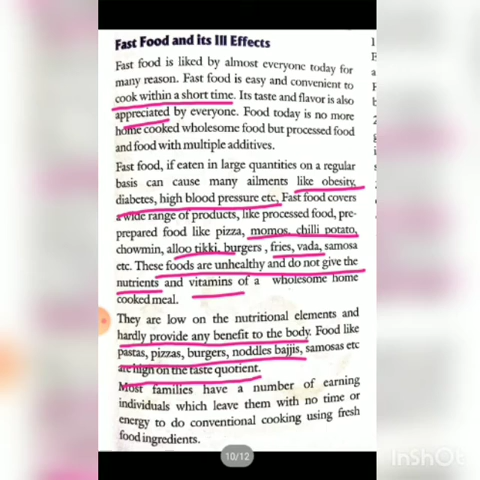 Fast Food and its Ill Effects
Fast food is liked by almost everyone today for
many reason. Fast food is easy and convenient to
cook within a short time. Its taste and flavor is also
appreciated by everyone. Food today is no more
home cooked wholesome food but processed food
and food with multiple additives.
Fast food, if eaten in large quantities on a regular
basis can cause many ailments like obesity,
diabetes, high blood pressure etc, Fast food covers
a wide range of products, like processed food, pre-
prepared food like pizza, momos, chilli potato,
chowmin, alloo tikki, burgers , fries, vada, samosa
etc. These foods are unhealthy and do not give the
nutrients and vitamins of a wholesome home
cooked meal.
They are low on the nutritional elements and
hardly provide any benefit to the body. Food like
pastas, pizzas, burgers, noddles bajjis, samosas etc
are high on the taste quotient.
Most families have a number of earning
individuals which leave them with no time or
energy to do conventional cooking using fresh
food ingredients.
10/12
InShOt